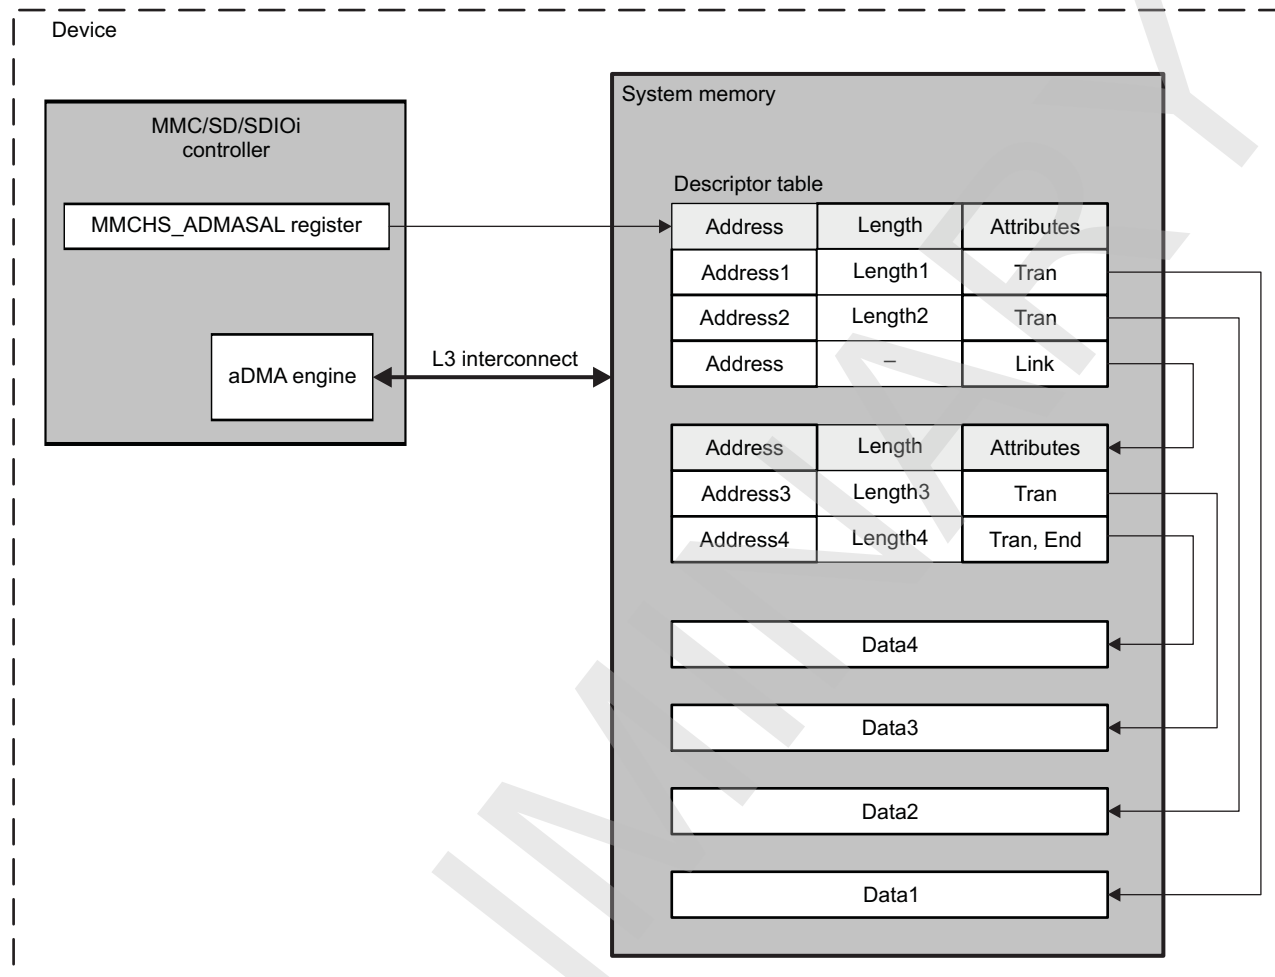 Device
MMC/SD/SDIOi
controller
MMCHS_ADMASAL register
aDMA engine
L3 interconnect
System memory
Descriptor table
Address Length Attributes
Address1 Length1 Tran
Address2 Length2 Tran
Address – Link
Address Length Attributes
Address3 Length3 Tran
Address4 Length4 Tran, End
Data4
Data3
Data2
Data1